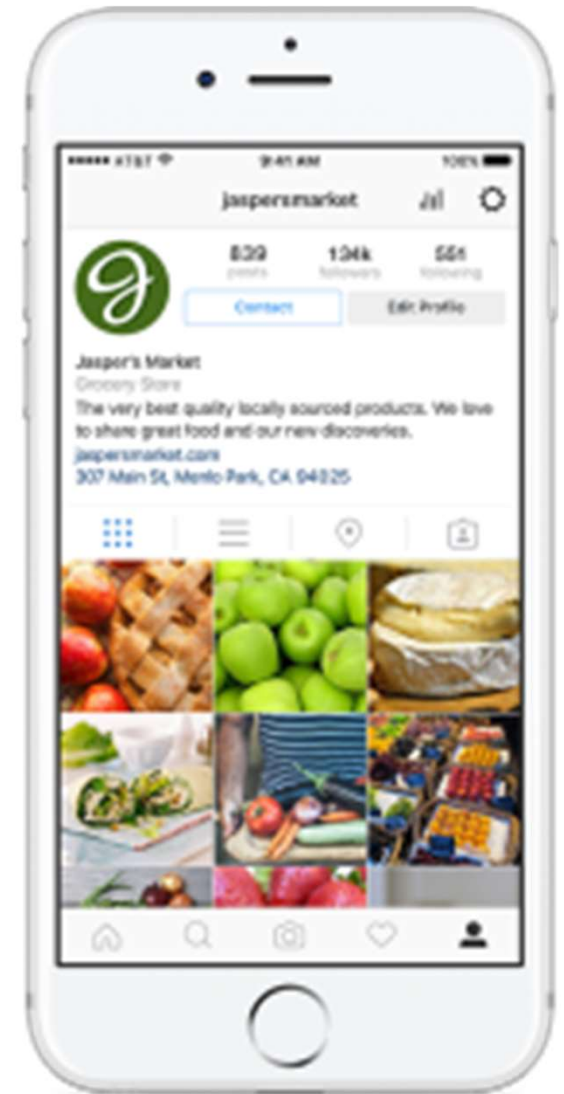 AT&T 9:41 AM 100%
jaspersmarket
839 134k 551
posts followers following
Contact Edit Profile
Jasper's Market
Grocery Store
The very best quality locally sourced products. We love
to share great food and our new discoveries.
jaspersmarket.com
307 Main St, Menlo Park, CA 94025